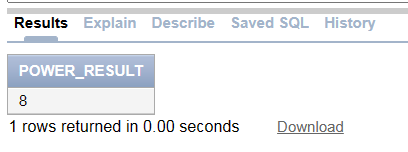 Results Explain Describe Saved SQL History
POWER_RESULT
8
1 rows returned in 0.00 seconds Download